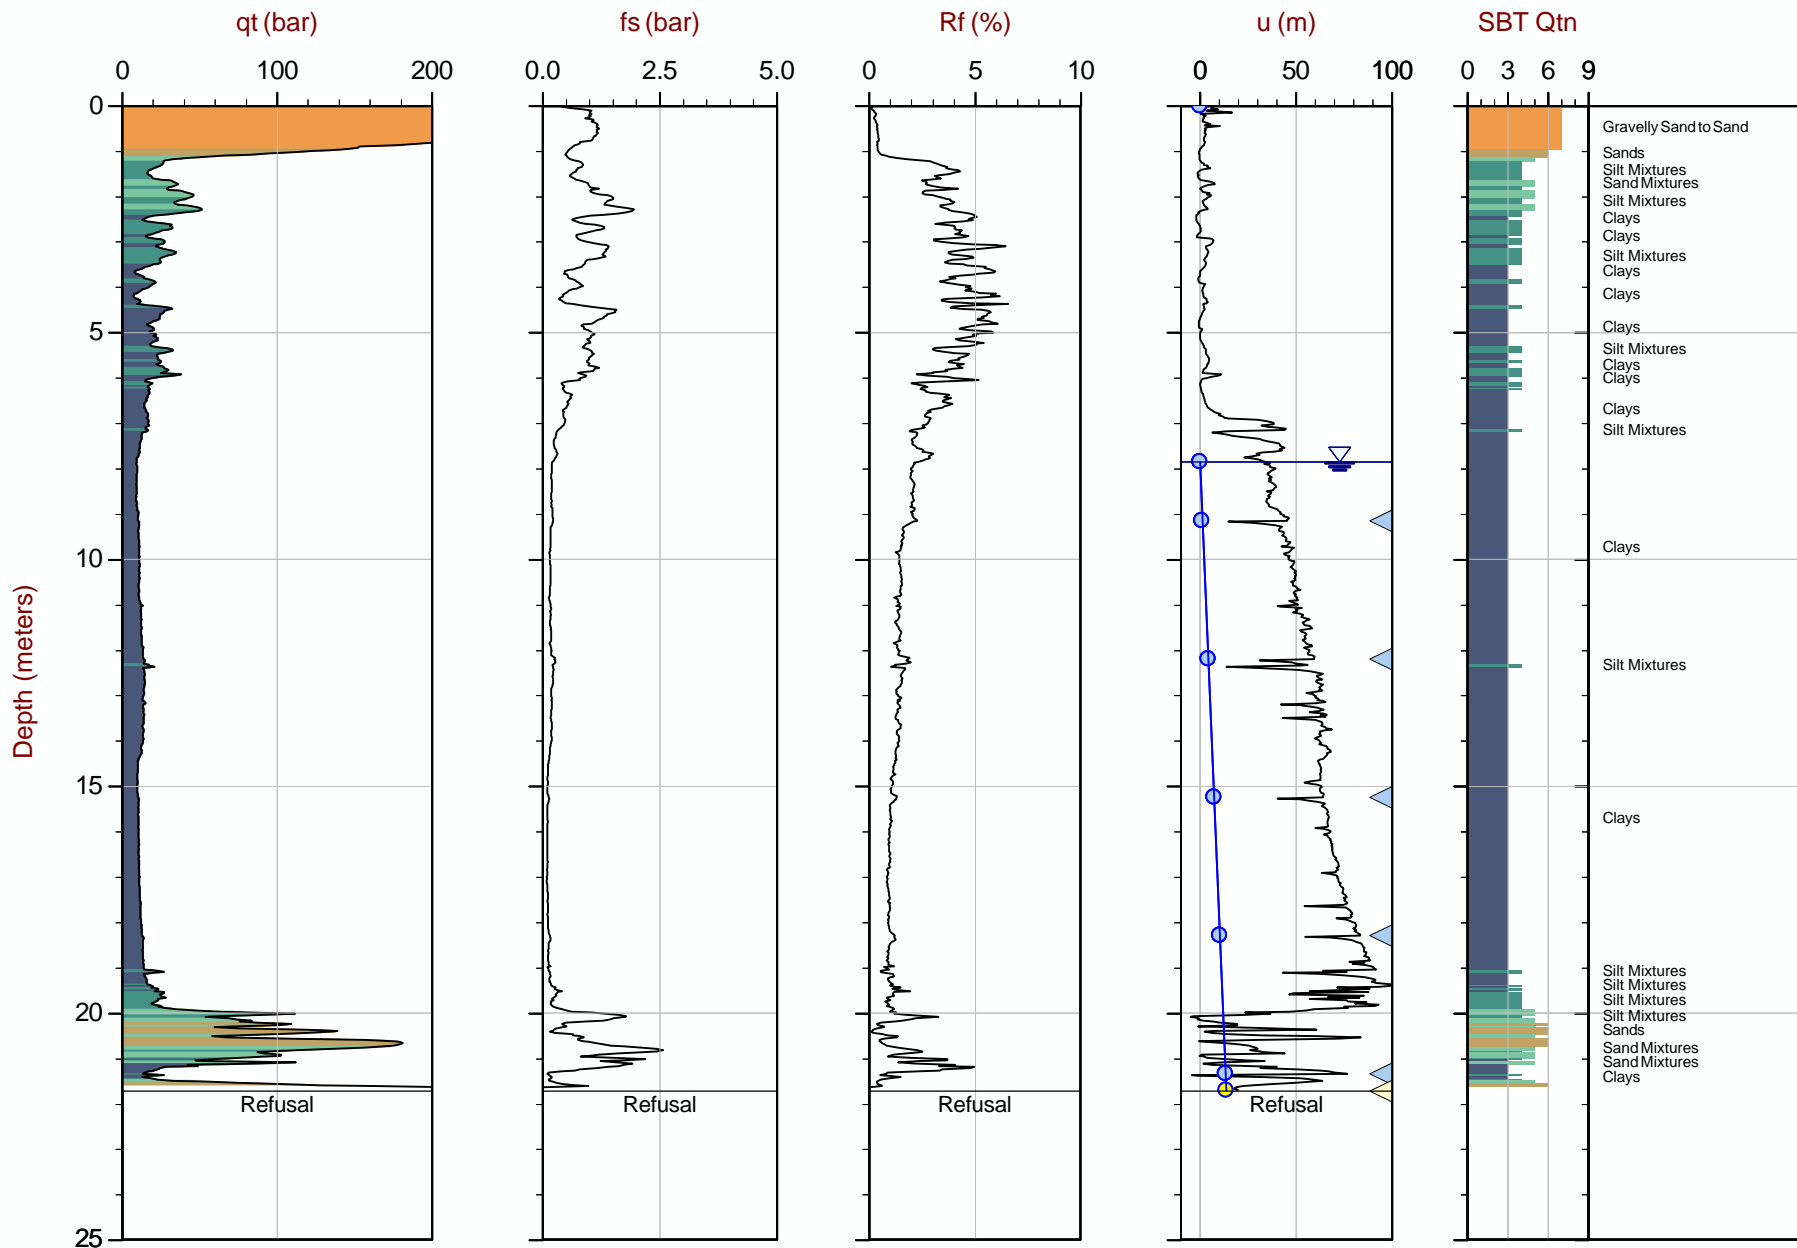 qt (bar) fs (bar) Rf (%) u (m) SBT Qtn
0 100 200 0.0 2.5 5.0 0 5 10 0 50 100 0 3 6 9
0
Gravelly Sand to Sand
Sands
Silt Mixtures
Sand Mixtures
Silt Mixtures
Clays
Clays
Silt Mixtures
Clays
Clays
Clays
5
Silt Mixtures
Clays
Clays
Clays
Silt Mixtures
Clays
10
Depth (meters)
Silt Mixtures
15
Clays
Silt Mixtures
Silt Mixtures
Silt Mixtures
20
Silt Mixtures
Sands
Sand Mixtures
Sand Mixtures
Clays
Refusal Refusal Refusal Refusal
25